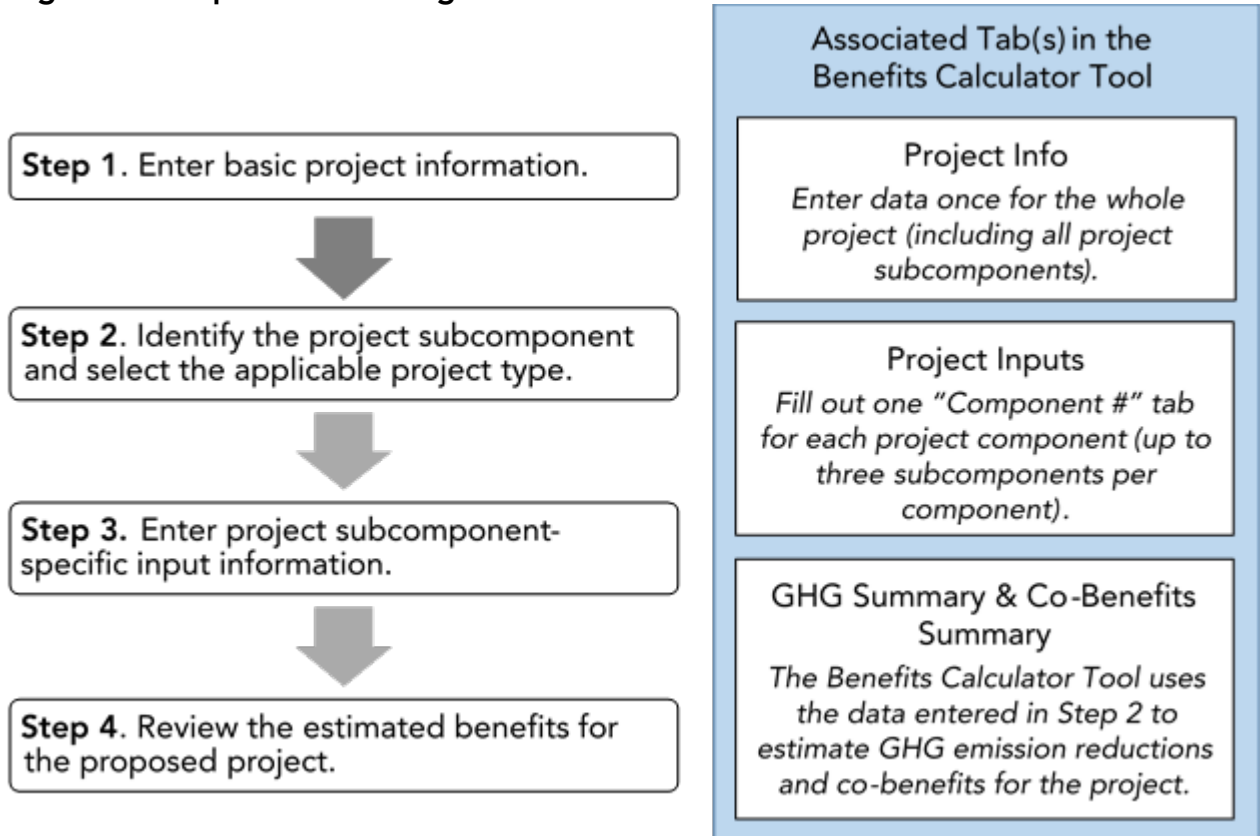 Step 1. Enter basic project information.
Step 2. Identify the project subcomponent
and select the applicable project type.
Step 3. Enter project subcomponent-
specific input information.
Step 4. Review the estimated benefits for
the proposed project.
Associated Tab(s) in the
Benefits Calculator Tool
Project Info
Enter data once for the whole
project (including all project
subcomponents).
Project Inputs
Fill out one “Component #” tab
for each project component (up to
three subcomponents per
component).
GHG Summary & Co-Benefits
Summary
The Benefits Calculator Tool uses
the data entered in Step 2 to
estimate GHG emission reductions
and co-benefits for the project.